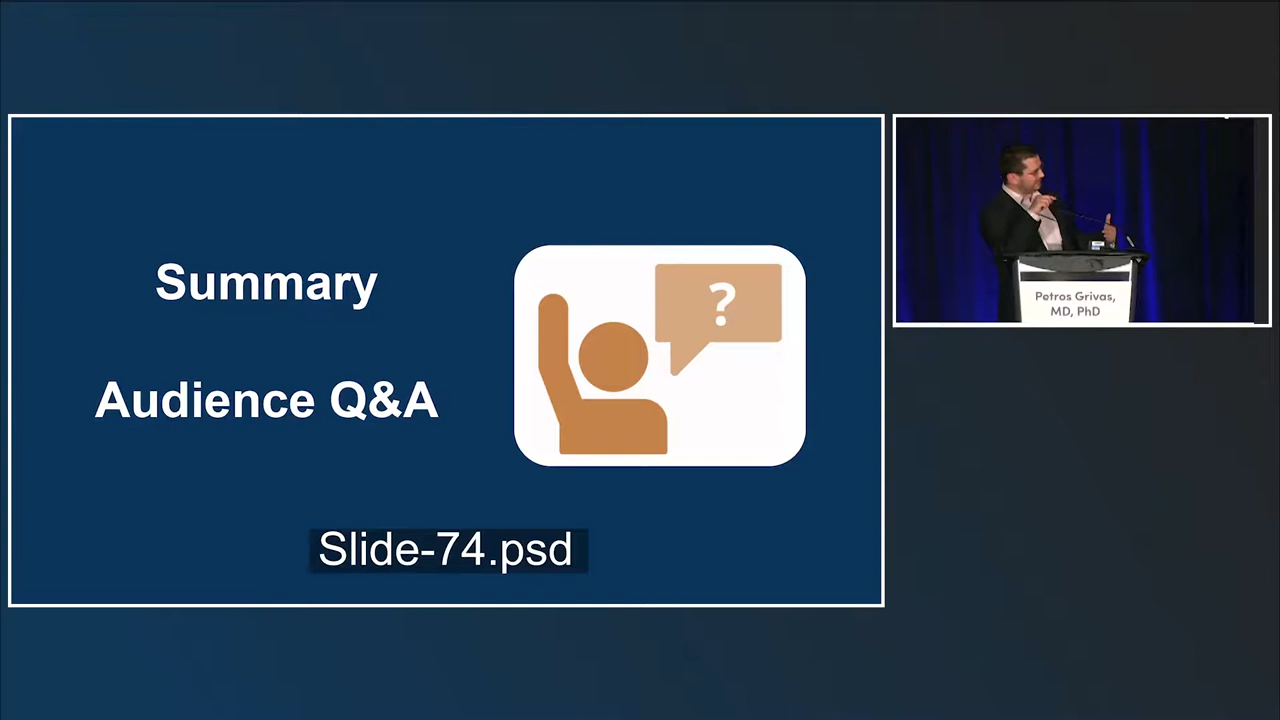 Summary
Audience Q&A
?
Slide-74.psd
Petros Grivas,
MD, PhD